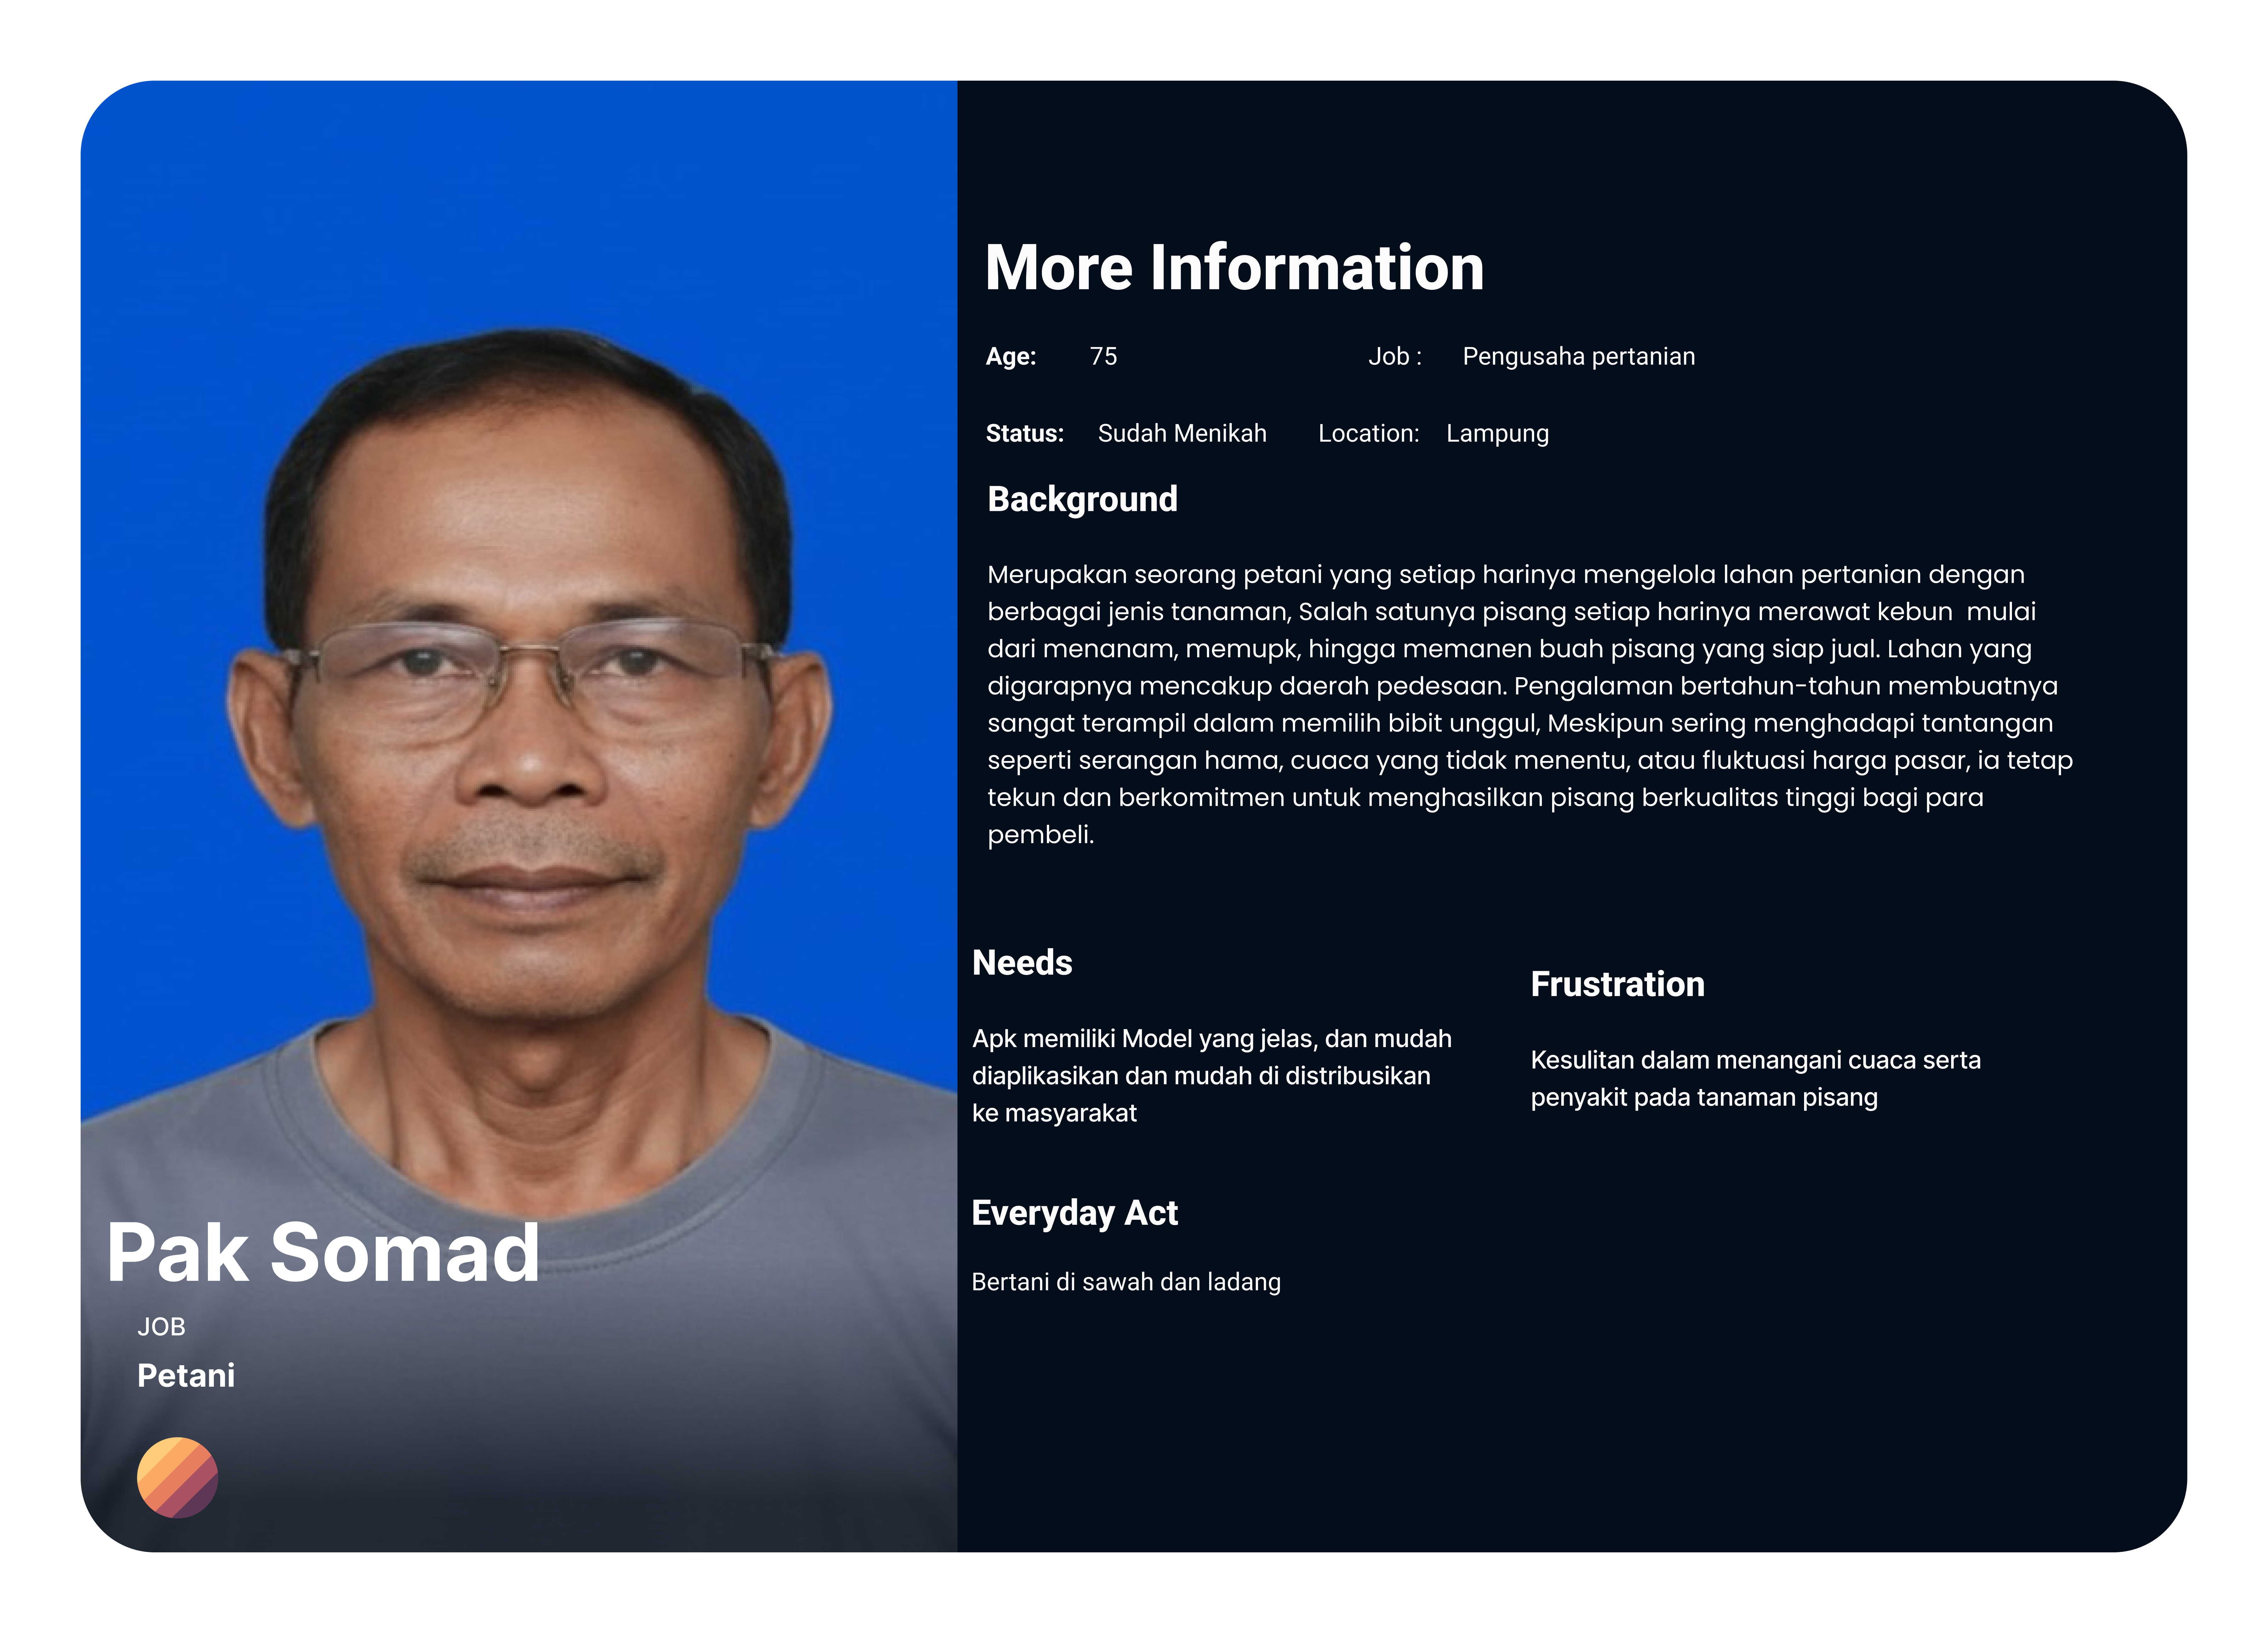 More Information
Age: 75 Job : Pengusaha pertanian
Status: Sudah Menikah Location: Lampung
Background
Merupakan seorang petani yang setiap harinya mengelola lahan pertanian dengan
berbagai jenis tanaman, Salah satunya pisang setiap harinya merawat kebun  mulai
dari menanam, memupk, hingga memanen buah pisang yang siap jual. Lahan yang
digarapnya mencakup daerah pedesaan. Pengalaman bertahun-tahun membuatnya
sangat terampil dalam memilih bibit unggul, Meskipun sering menghadapi tantangan
seperti serangan hama, cuaca yang tidak menentu, atau fluktuasi harga pasar, ia tetap
tekun dan berkomitmen untuk menghasilkan pisang berkualitas tinggi bagi para
pembeli.
Needs
Apk memiliki Model yang jelas, dan mudah
diaplikasikan dan mudah di distribusikan
ke masyarakat
Frustration
Kesulitan dalam menangani cuaca serta
penyakit pada tanaman pisang
Everyday Act
Bertani di sawah dan ladang
Pak Somad
JOB
Petani